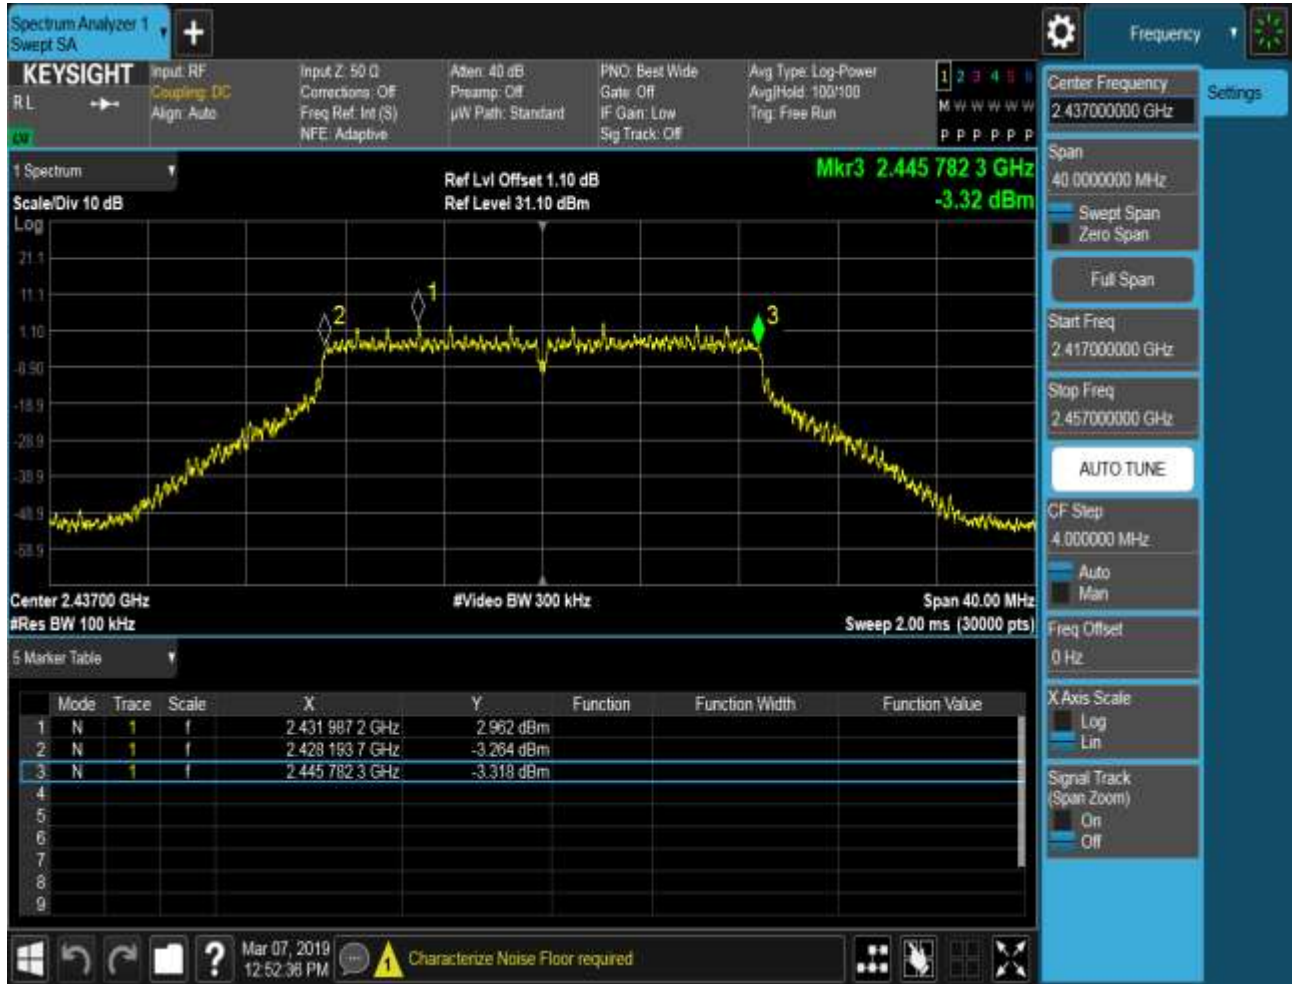 Spectrum Analyzer 1
Swept SA
+
Frequency
KEYSIGHT
RL
Input: RF
Coupling: DC
Align: Auto
Input Z: 50 Ω
Corrections: Off
Freq Ref: Int (S)
NFE: Adaptive
Atten: 40 dB
Preamp: Off
µW Path: Standard
PNO: Best Wide
Gate: Off
IF Gain: Low
Sig Track: Off
Avg Type: Log-Power
Avg|Hold: 100/100
Trig: Free Run
1 2 3 4 5 6
M W W W W W
P P P P P P
1 Spectrum
Scale/Div 10 dB
Ref Lvl Offset 1.10 dB
Ref Level 31.10 dBm
Mkr3 2.445 782 3 GHz
-3.32 dBm
Log
21.1
11.1
1.10
-8.90
-18.9
-28.9
-38.9
-48.9
-58.9
2
1
3
Center 2.43700 GHz
#Video BW 300 kHz
Span 40.00 MHz
#Res BW 100 kHz
Sweep 2.00 ms (30000 pts)
5 Marker Table
Mode Trace Scale X Y Function Function Width Function Value
1 N 1 f 2.431 987 2 GHz 2.962 dBm
2 N 1 f 2.428 193 7 GHz -3.264 dBm
3 N 1 f 2.445 782 3 GHz -3.318 dBm
4
5
6
7
8
9
Center Frequency
2.437000000 GHz
Settings
Span
40.0000000 MHz
Swept Span
Zero Span
Full Span
Start Freq
2.417000000 GHz
Stop Freq
2.457000000 GHz
AUTO TUNE
CF Step
4.000000 MHz
Auto
Man
Freq Offset
0 Hz
X Axis Scale
Log
Lin
Signal Track
(Span Zoom)
On
Off
?
Mar 07, 2019
12:52:36 PM
1
Characterize Noise Floor required